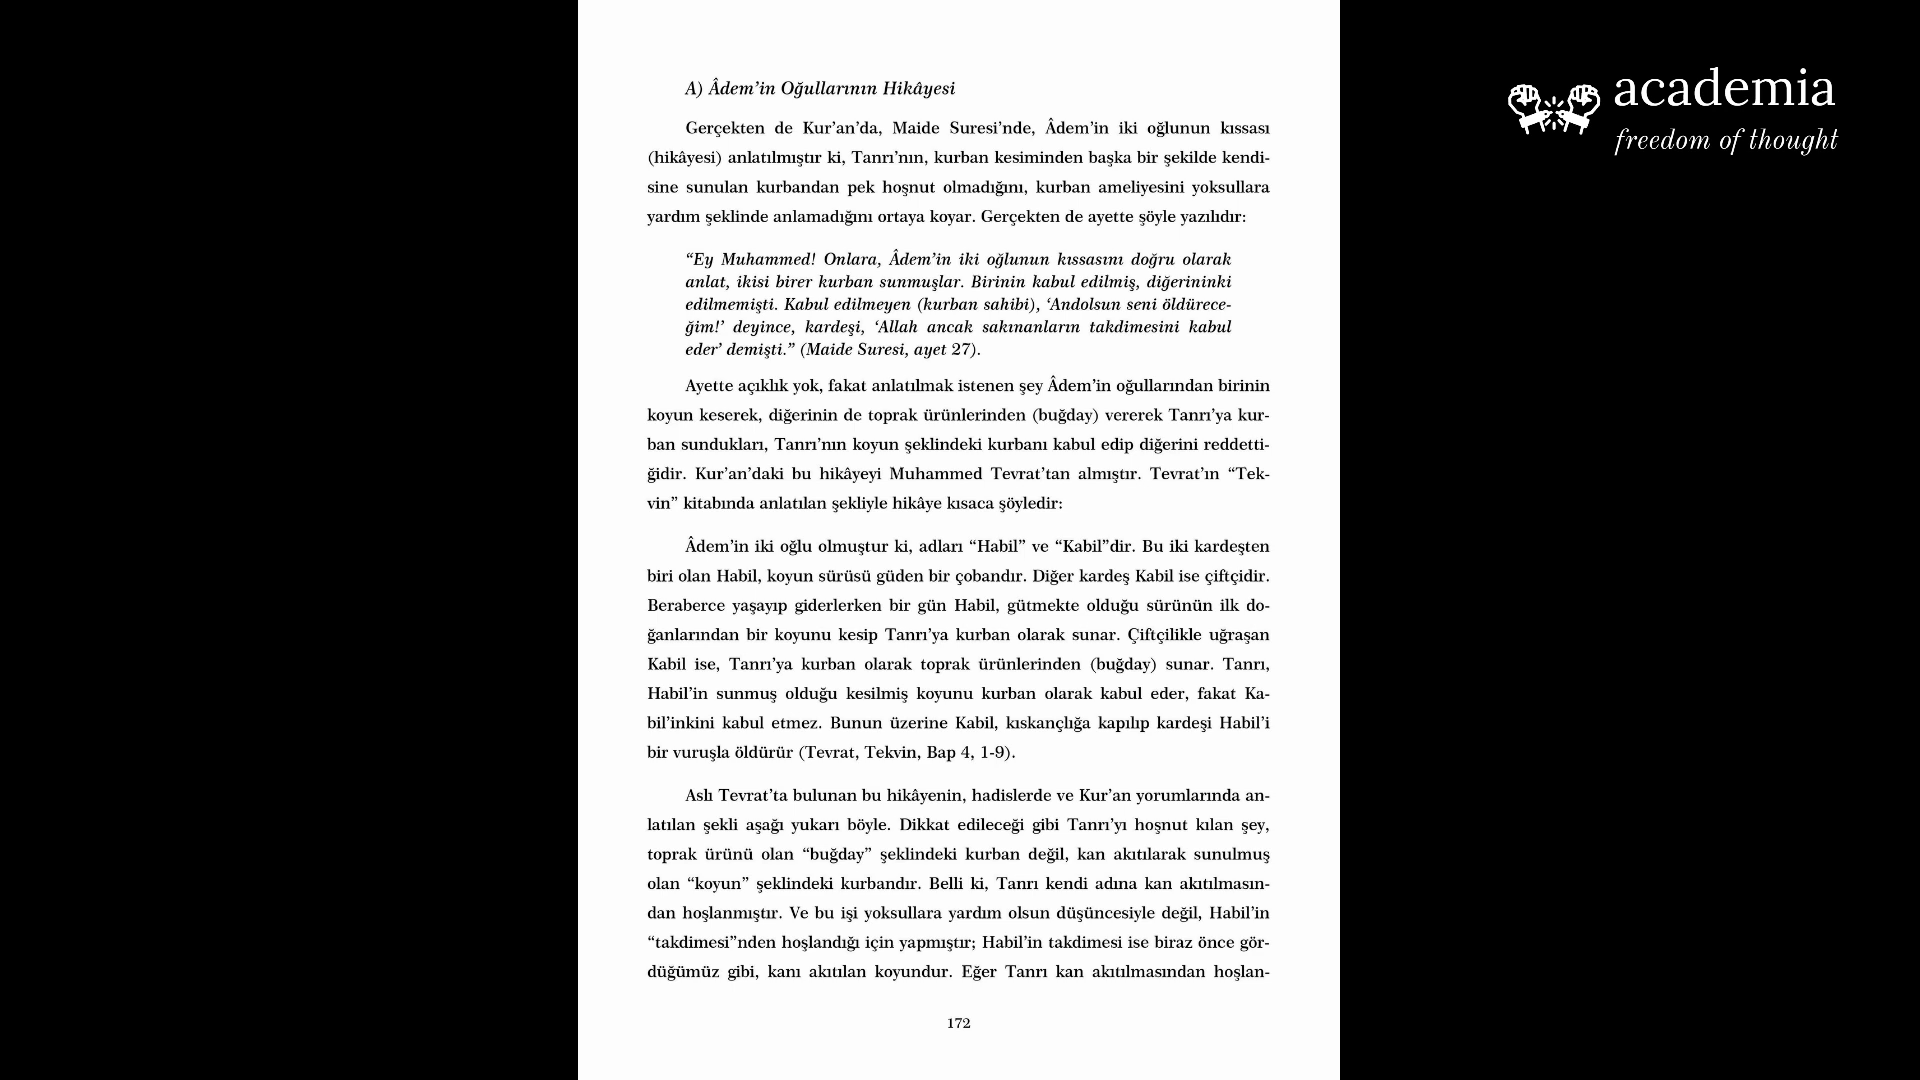 A) Âdem’in Oğullarının Hikâyesi
Gerçekten de Kur’an’da, Maide Suresi’nde, Âdem’in iki oğlunun kıssası
(hikâyesi) anlatılmıştır ki, Tanrı’nın, kurban kesiminden başka bir şekilde kendi-
sine sunulan kurbandan pek hoşnut olmadığını, kurban ameliyesini yoksullara
yardım şeklinde anlamadığını ortaya koyar. Gerçekten de ayette şöyle yazılıdır:
“Ey Muhammed! Onlara, Âdem’in iki oğlunun kıssasını doğru olarak
anlat, ikisi birer kurban sunmuşlar. Birinin kabul edilmiş, diğerininki
edilmemişti. Kabul edilmeyen (kurban sahibi), ‘Andolsun seni öldürece-
ğim!’ deyince, kardeşi, ‘Allah ancak sakınanların takdimesini kabul
eder’ demişti.” (Maide Suresi, ayet 27).
Ayette açıklık yok, fakat anlatılmak istenen şey Âdem’in oğullarından birinin
koyun keserek, diğerinin de toprak ürünlerinden (buğday) vererek Tanrı’ya kur-
ban sundukları, Tanrı’nın koyun şeklindeki kurbanı kabul edip diğerini reddetti-
ğidir. Kur’an’daki bu hikâyeyi Muhammed Tevrat’tan almıştır. Tevrat’ın “Tek-
vin” kitabında anlatılan şekliyle hikâye kısaca şöyledir:
Âdem’in iki oğlu olmuştur ki, adları “Habil” ve “Kabil”dir. Bu iki kardeşten
biri olan Habil, koyun sürüsü güden bir çobandır. Diğer kardeş Kabil ise çiftçidir.
Beraberce yaşayıp giderlerken bir gün Habil, gütmekte olduğu sürünün ilk do-
ğanlarından bir koyunu kesip Tanrı’ya kurban olarak sunar. Çiftçilikle uğraşan
Kabil ise, Tanrı’ya kurban olarak toprak ürünlerinden (buğday) sunar. Tanrı,
Habil’in sunmuş olduğu kesilmiş koyunu kurban olarak kabul eder, fakat Ka-
bil’inkini kabul etmez. Bunun üzerine Kabil, kıskançlığa kapılıp kardeşi Habil’i
bir vuruşla öldürür (Tevrat, Tekvin, Bap 4, 1-9).
Aslı Tevrat’ta bulunan bu hikâyenin, hadislerde ve Kur’an yorumlarında an-
latılan şekli aşağı yukarı böyle. Dikkat edileceği gibi Tanrı’yı hoşnut kılan şey,
toprak ürünü olan “buğday” şeklindeki kurban değil, kan akıtılarak sunulmuş
olan “koyun” şeklindeki kurbandır. Belli ki, Tanrı kendi adına kan akıtılmasın-
dan hoşlanmıştır. Ve bu işi yoksullara yardım olsun düşüncesiyle değil, Habil’in
“takdimesi”nden hoşlandığı için yapmıştır; Habil’in takdimesi ise biraz önce gör-
düğümüz gibi, kanı akıtılan koyundur. Eğer Tanrı kan akıtılmasından hoşlan-
172
academia
freedom of thought